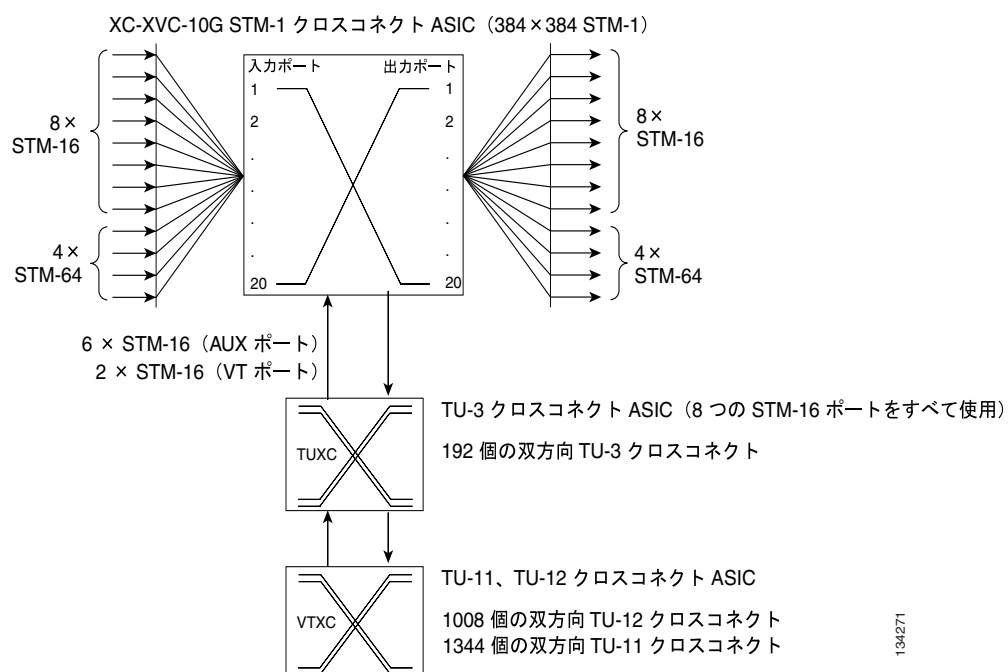 XC-XVC-10G STM-1 クロスコネクト ASIC（384×384 STM-1）
入力ポート
出力ポート
1
1
2
2
.
.
.
.
.
.
.
.
20
20
8×
STM-16
4×
STM-64
8×
STM-16
4×
STM-64
6 × STM-16（AUX ポート）
2 × STM-16（VT ポート）
TUXC
TU-3 クロスコネクト ASIC（8 つの STM-16 ポートをすべて使用）
192 個の双方向 TU-3 クロスコネクト
VTXC
TU-11、TU-12 クロスコネクト ASIC
1008 個の双方向 TU-12 クロスコネクト
1344 個の双方向 TU-11 クロスコネクト
134271